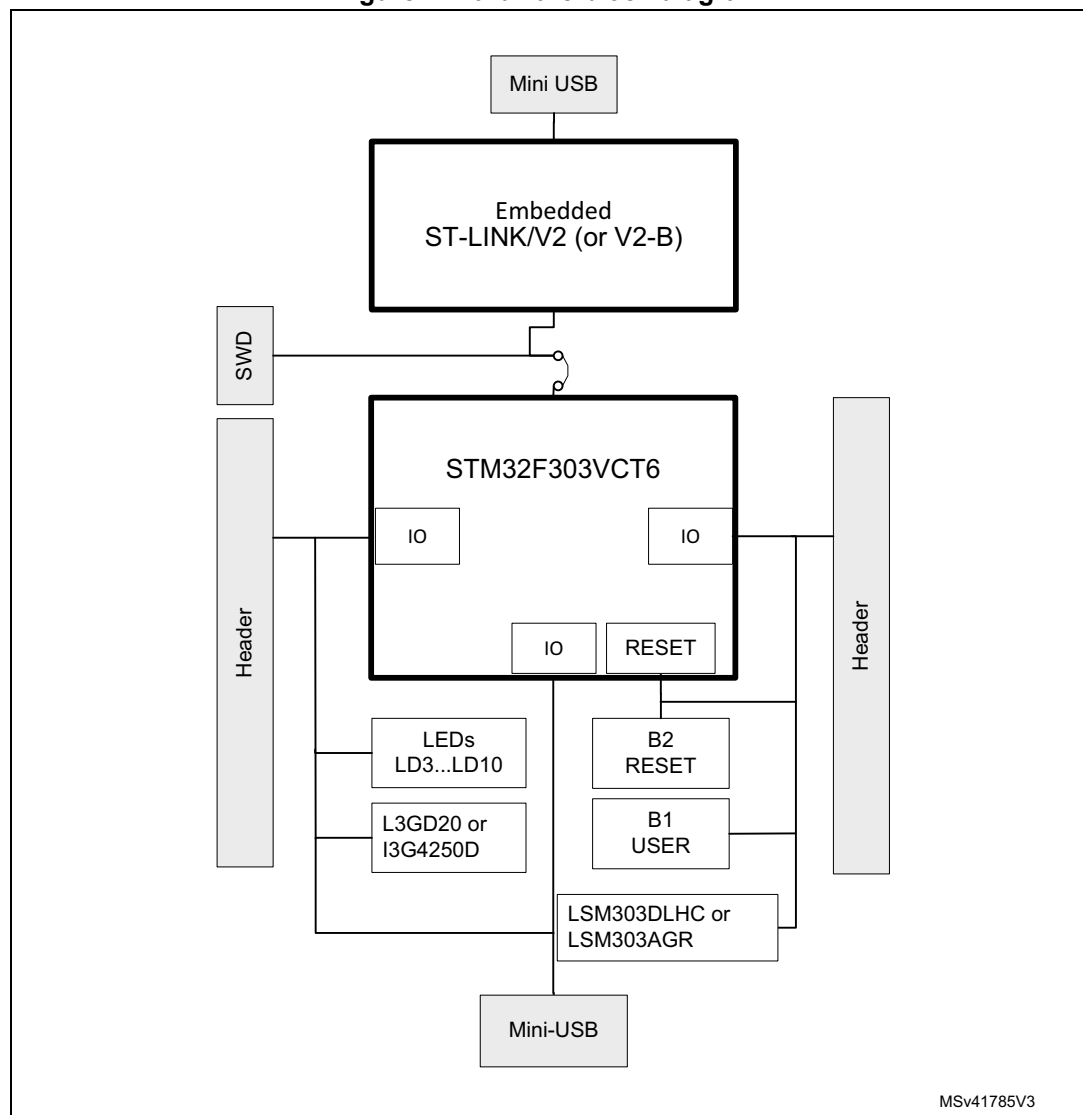 Mini USB
Embedded
ST-LINK/V2 (or V2-B)
SWD
STM32F303VCT6
IO
IO
Header
Header
IO
RESET
LEDs
LD3...LD10
B2
RESET
L3GD20 or
I3G4250D
B1
USER
LSM303DLHC or
LSM303AGR
Mini-USB
MSv41785V3